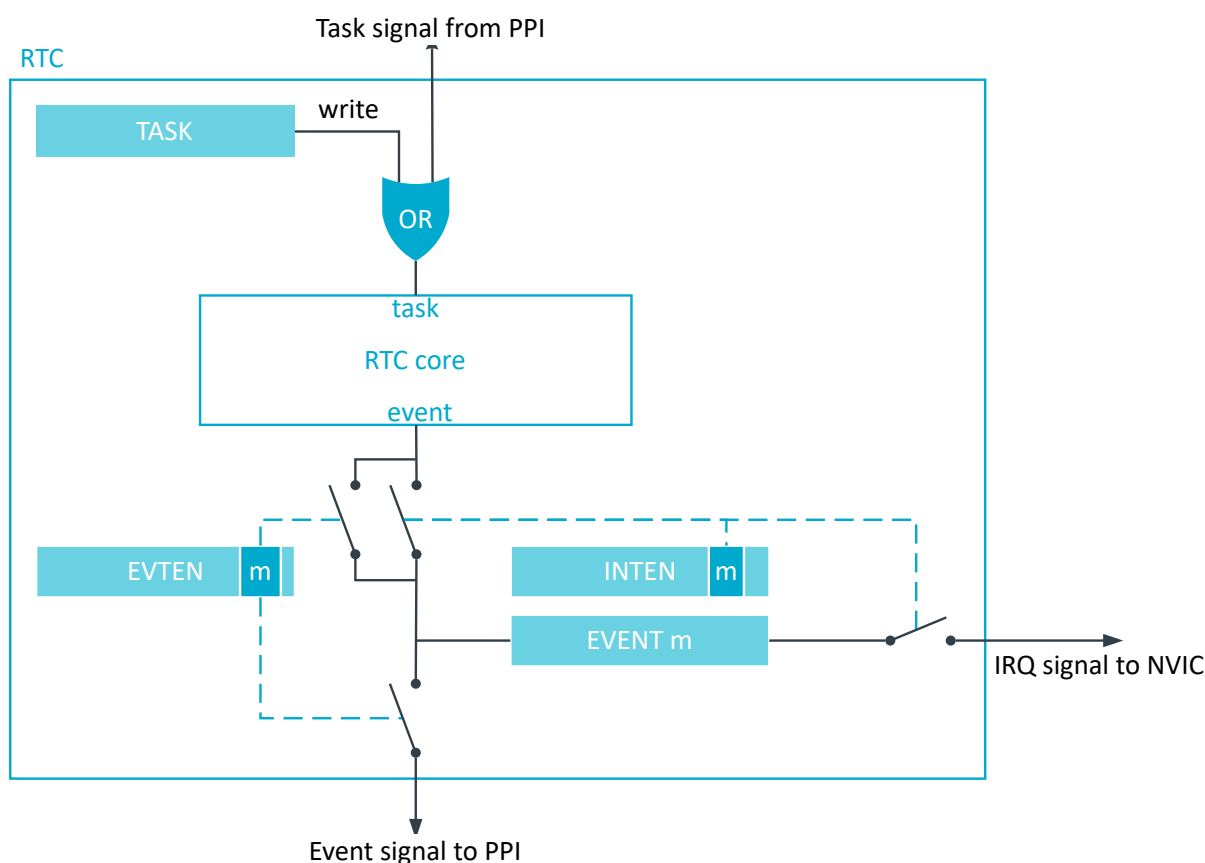 Task signal from PPI
RTC
write
TASK
OR
task
RTC core
event
EVTEN
m
INTEN
m
EVENT m
IRQ signal to NVIC
Event signal to PPI